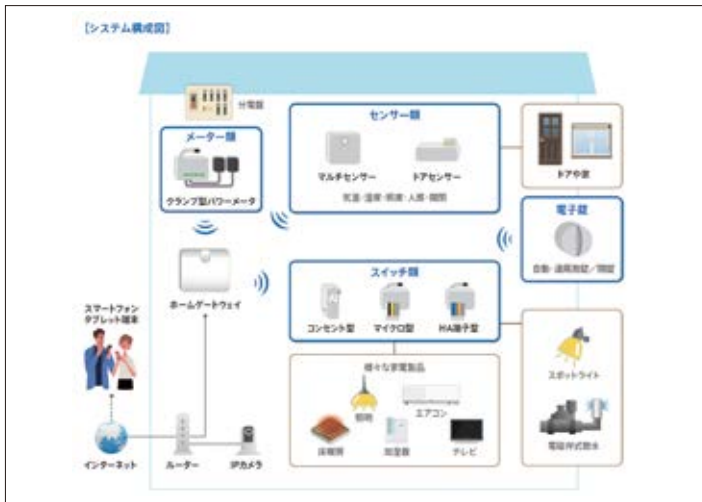 【システム構成図】
分電盤
メーター類
クランプ型パワーメータ
センサー類
マルチセンサー
ドアセンサー
気温・湿度・照度・人感・開閉
ドアや窓
電子錠
自動・遠隔施錠／開錠
ホームゲートウェイ
スイッチ類
コンセント型
マイクロ型
HA端子型
スマートフォン
タブレット端末
様々な家電製品
照明
エアコン
床暖房
加湿器
テレビ
スポットライト
電磁弁式散水
インターネット
ルーター
IPカメラ